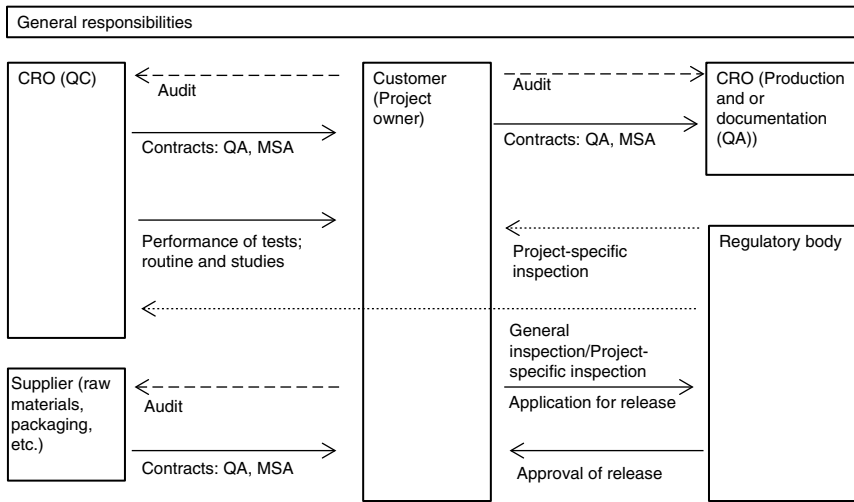 General responsibilities
CRO (QC)
Audit
Contracts: QA, MSA
Performance of tests;
routine and studies
Customer
(Project
owner)
Audit
Contracts: QA, MSA
CRO (Production
and or
documentation
(QA))
Regulatory body
Project-specific
inspection
General
inspection/Project-
specific inspection
Application for release
Approval of release
Supplier (raw
materials,
packaging,
etc.)
Audit
Contracts: QA, MSA